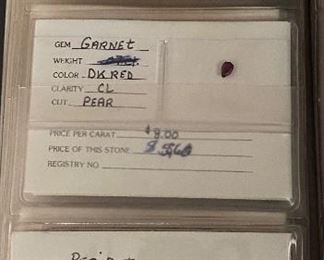 GEM GARNET
WEIGHT
COLOR DK RED
CLARITY CL
CUT PEAR
PRICE PER CARAT $8.00
PRICE OF THIS STONE $
REGISTRY NO